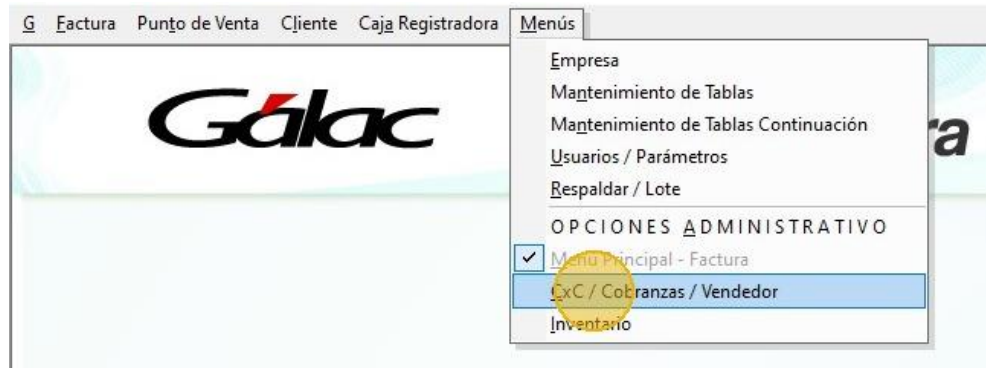 G Factura Punto de Venta Cliente Caja Registradora Menús
Empresa
Gálac
Mantenimiento de Tablas
Mantenimiento de Tablas Continuación
ra
Usuarios / Parámetros
Respaldar / Lote
OPCIONES ADMINISTRATIVO
Menú Principal - Factura
CxC / Cobranzas / Vendedor
Inventario